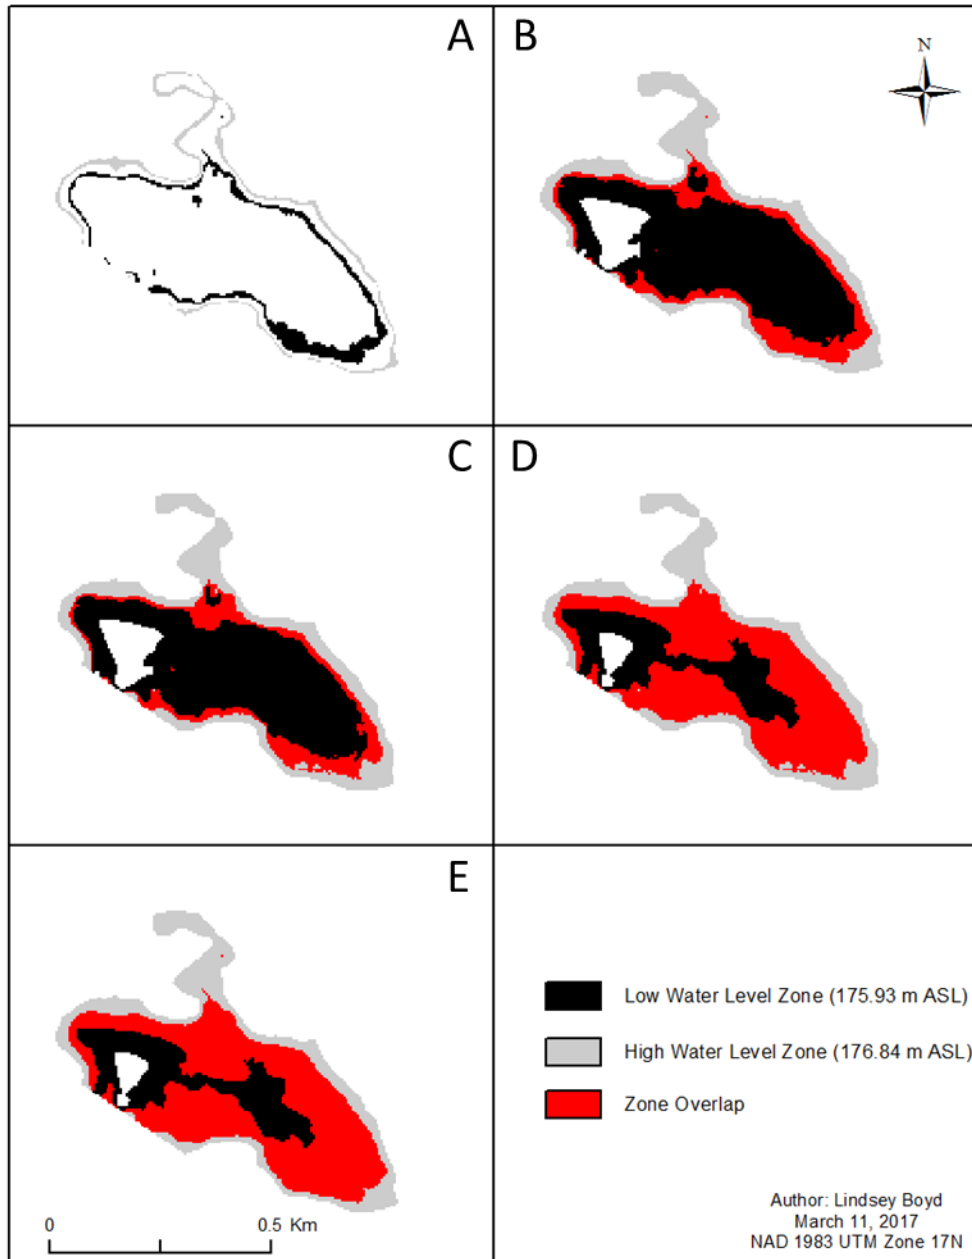 A
B
N
C
D
E
Low Water Level Zone (175.93 m ASL)
High Water Level Zone (176.84 m ASL)
Zone Overlap
0 0.5 Km
Author: Lindsey Boyd
March 11, 2017
NAD 1983 UTM Zone 17N